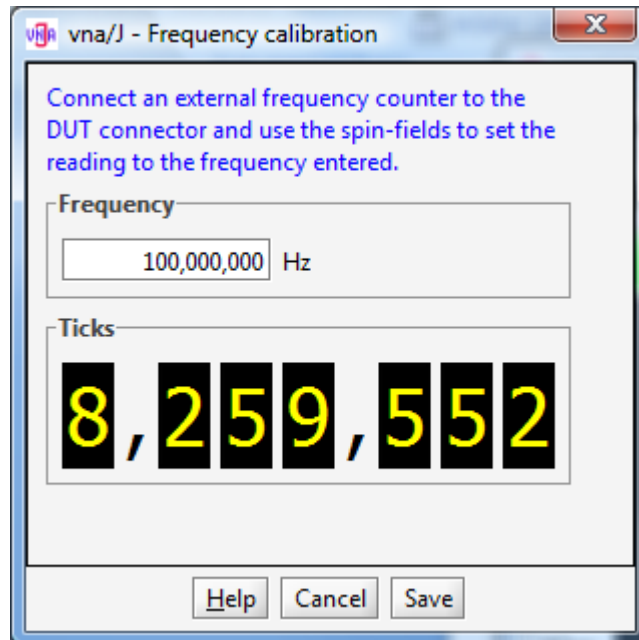 VNA vna/J - Frequency calibration
Connect an external frequency counter to the
DUT connector and use the spin-fields to set the
reading to the frequency entered.
Frequency
100,000,000 Hz
Ticks
8,259,552
Help Cancel Save